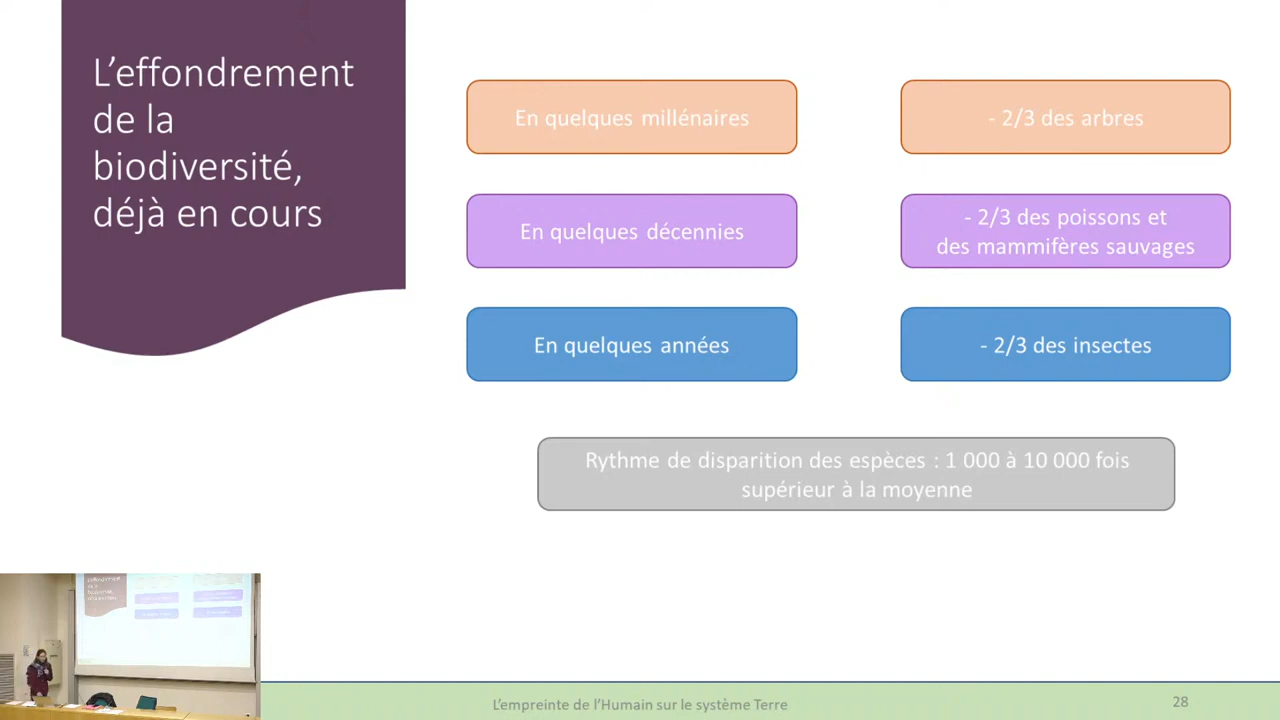 L’effondrement
de la
biodiversité,
déjà en cours
En quelques millénaires
- 2/3 des arbres
En quelques décennies
- 2/3 des poissons et
des mammifères sauvages
En quelques années
- 2/3 des insectes
Rythme de disparition des espèces : 1 000 à 10 000 fois
supérieur à la moyenne
L’empreinte de l’Humain sur le système Terre
28